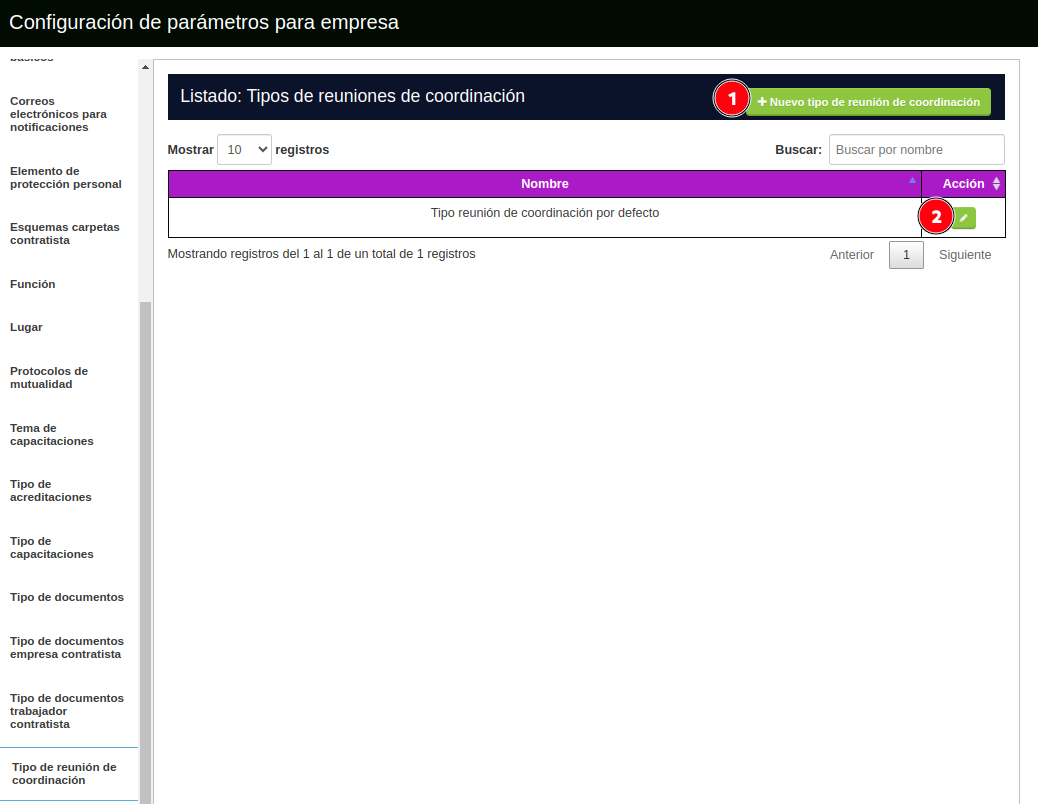 Configuración de parámetros para empresa
básicos
Correos
electrónicos para
notificaciones
Elemento de
protección personal
Esquemas carpetas
contratista
Función
Lugar
Protocolos de
mutualidad
Tema de
capacitaciones
Tipo de
acreditaciones
Tipo de
capacitaciones
Tipo de documentos
Tipo de documentos
empresa contratista
Tipo de documentos
trabajador
contratista
Tipo de reunión de
coordinación
Listado: Tipos de reuniones de coordinación
1
Nuevo tipo de reunión de coordinación
Mostrar 10 registros
Buscar: Buscar por nombre
Nombre Acción
Tipo reunión de coordinación por defecto
2
Mostrando registros del 1 al 1 de un total de 1 registros
Anterior 1 Siguiente